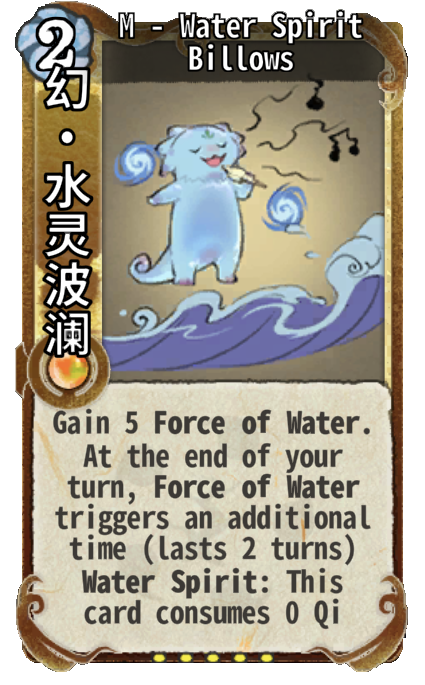 2
M - Water Spirit
Billows
幻・水灵波澜
Gain 5 Force of Water.
At the end of your
turn, Force of Water
triggers an additional
time (lasts 2 turns)
Water Spirit: This
card consumes 0 Qi